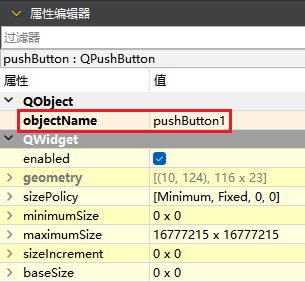 属性编辑器
过滤器
pushButton : QPushButton
属性 值
QObject
objectName pushButton1
QWidget
enabled
geometry [(10, 124), 116 x 23]
sizePolicy [Minimum, Fixed, 0, 0]
minimumSize 0 x 0
maximumSize 16777215 x 16777215
sizeIncrement 0 x 0
baseSize 0 x 0